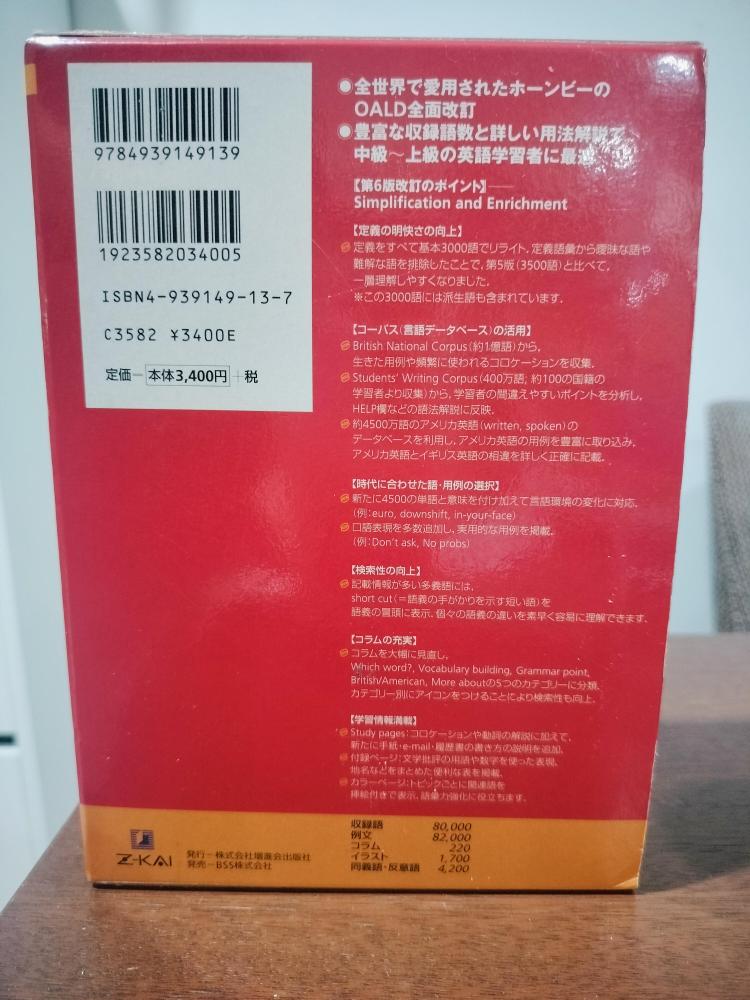 9784939149139
1923582034005
ISBN4-939149-13-7
C3582 ¥3400E
定価 本体3,400円 +税
●全世界で愛用されたホーンビーの
OALD全面改訂
●豊富な収録語数と詳しい用法解説で
中級〜上級の英語学習者に最適
【第6版改訂のポイント】
Simplification and Enrichment
【定義の明快さの向上】
定義をすべて基本3000語でリライト。定義語彙から曖昧な語や
難解な語を排除したことで、第5版(3500語)と比べて、
一層理解しやすくなりました。
※この3000語には派生語も含まれています。
【コーパス(言語データベース)の活用】
British National Corpus(約1億語)から、
生きた用例や頻繁に使われるコロケーションを収集。
Students' Writing Corpus(400万語; 約100の国籍の
学習者より収集)から、学習者の間違えやすいポイントを分析し、
HELP欄などの語法解説に反映。
約4500万語のアメリカ英語(written, spoken)の
データベースを利用し、アメリカ英語の用例を豊富に取り込み、
アメリカ英語とイギリス英語の相違を詳しく正確に記載。
【時代に合わせた語・用例の選択】
新たに4500の単語と意味を付け加えて言語環境の変化に対応。
(例:euro, downshift, in-your-face)
口語表現を多数追加し、実用的な用例を掲載。
(例:Don't ask, No probs)
【検索性の向上】
記載情報が多い多義語には、
short cut(=語義の手がかりを示す短い語)を
語義の冒頭に表示。個々の語義の違いを素早く容易に理解できます。
【コラムの充実】
コラムを大幅に見直し、
Which word?, Vocabulary building, Grammar point,
British/American, More aboutの5つのカテゴリーに分類。
カテゴリー別にアイコンをつけることにより検索性も向上。
【学習情報満載】
Study pages:コロケーションや動詞の解説に加えて、
新たに手紙・e-mail・履歴書の書き方の説明を追加。
付録ページ:文学批評の用語や数字を使った表現、
地名などをまとめた便利な表を掲載。
カラーページ:トピックごとに関連語を
挿絵付きで表示。語彙力強化に役立ちます。
Z-KAI
発行─株式会社増進会出版社
発売─BSS株式会社
収録語 80,000
例文 82,000
コラム 220
イラスト 1,700
同義語・反意語 4,200